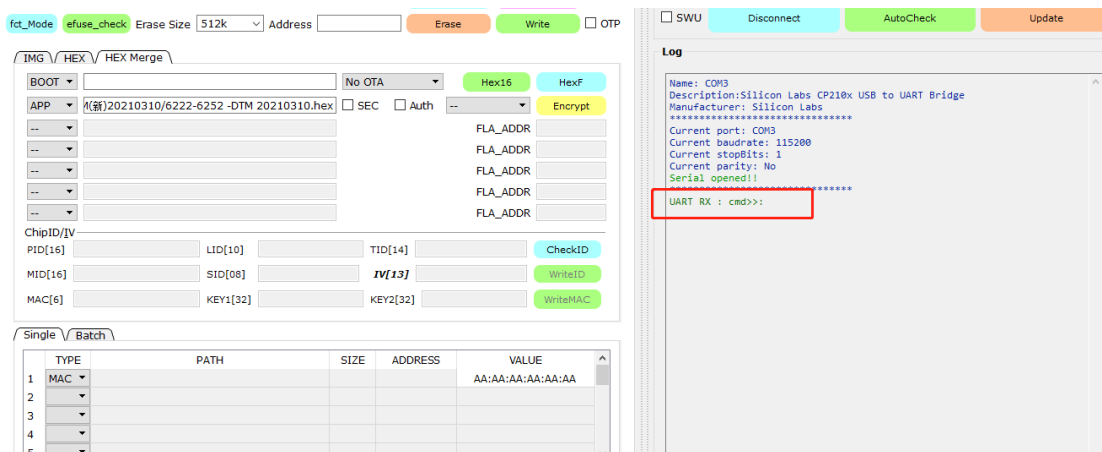 fct_Mode efuse_check Erase Size 512k Address Erase Write OTP
IMG HEX HEX Merge
BOOT No OTA Hex16 HexF
APP (新)20210310/6222-6252 -DTM 20210310.hex SEC Auth -- Encrypt
-- FLA_ADDR
-- FLA_ADDR
-- FLA_ADDR
-- FLA_ADDR
-- FLA_ADDR
ChipID/IV
PID[16] LID[10] TID[14] CheckID
MID[16] SID[08] IV[13] WriteID
MAC[6] KEY1[32] KEY2[32] WriteMAC
Single Batch
TYPE PATH SIZE ADDRESS VALUE
1 MAC AA:AA:AA:AA:AA:AA
2
3
4
SWU Disconnect AutoCheck Update
Log
Name: COM3
Description:Silicon Labs CP210x USB to UART Bridge
Manufacturer: Silicon Labs
*******************************
Current port: COM3
Current baudrate: 115200
Current stopBits: 1
Current parity: No
Serial opened!!
*******************************
UART RX : cmd>>: